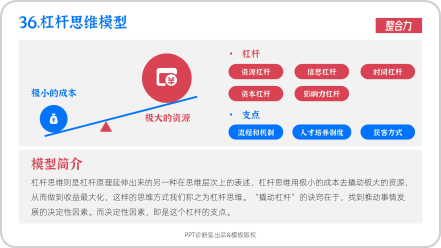 36.杠杆思维模型
整合力
极小的成本
极大的资源
• 杠杆
资源杠杆 信息杠杆 时间杠杆
资本杠杆 影响力杠杆
• 支点
流程和机制 人才培养制度 获客方式
模型简介
杠杆思维则是杠杆原理延伸出来的另一种在思维层次上的表述，杠杆思维用极小的成本去撬动极大的资源，
从而做到收益最大化，这样的思维方式我们称之为杠杆思维。“撬动杠杆”的诀窍在于，找到推动事情发
展的决定性因素。而决定性因素，即是这个杠杆的支点。
PPT诊断室出品&模板版权